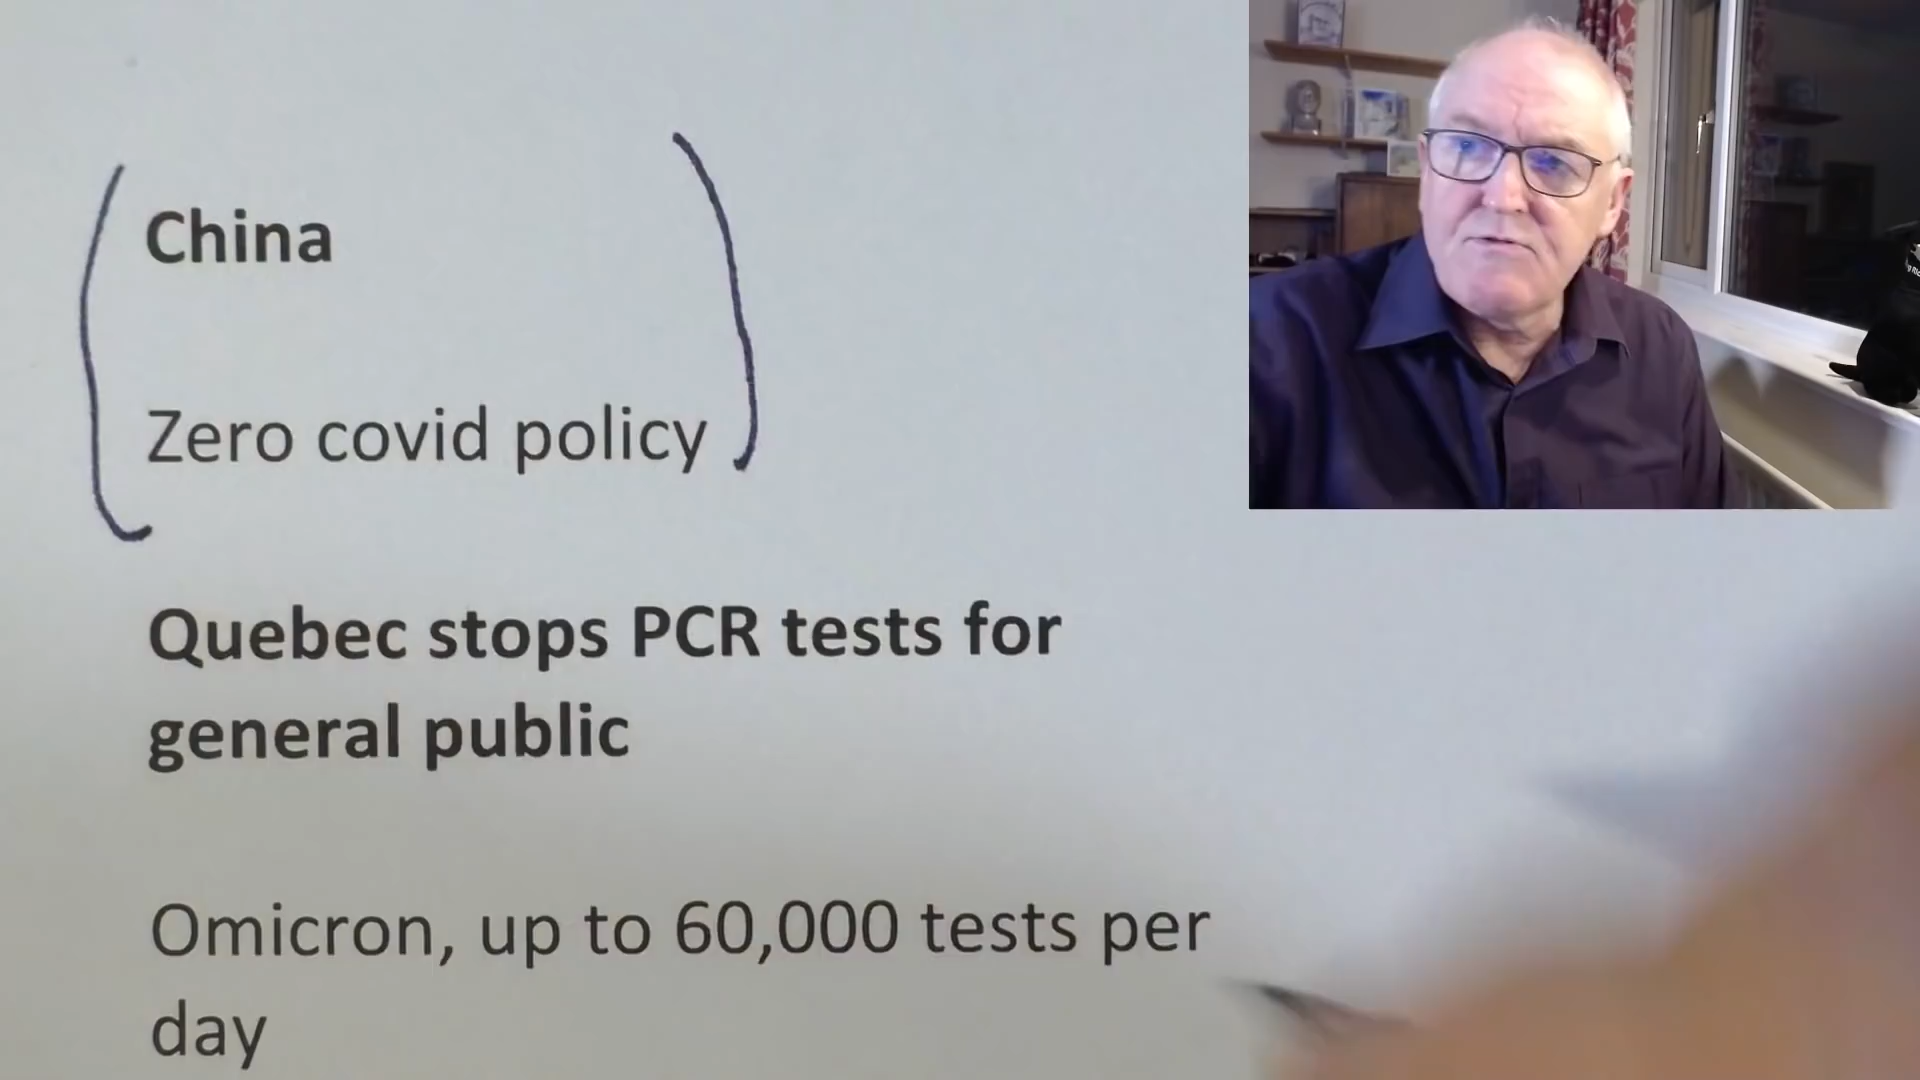 China
Zero covid policy
Quebec stops PCR tests for
general public
Omicron, up to 60,000 tests per
day